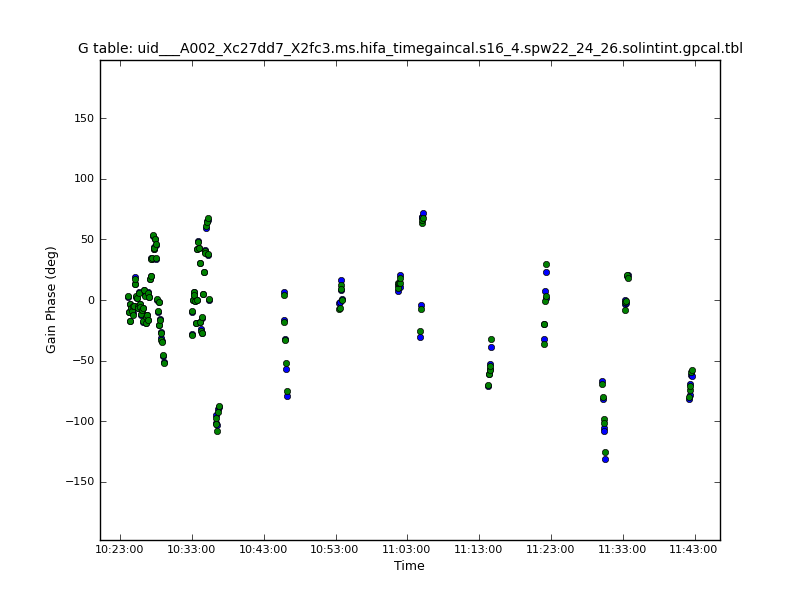 G table: uid___A002_Xc27dd7_X2fc3.ms.hifa_timegaincal.s16_4.spw22_24_26.solintint.gpcal.tbl
150
100
50
0
−50
−100
−150
Gain Phase (deg)
10:23:00 10:33:00 10:43:00 10:53:00 11:03:00 11:13:00 11:23:00 11:33:00 11:43:00
Time